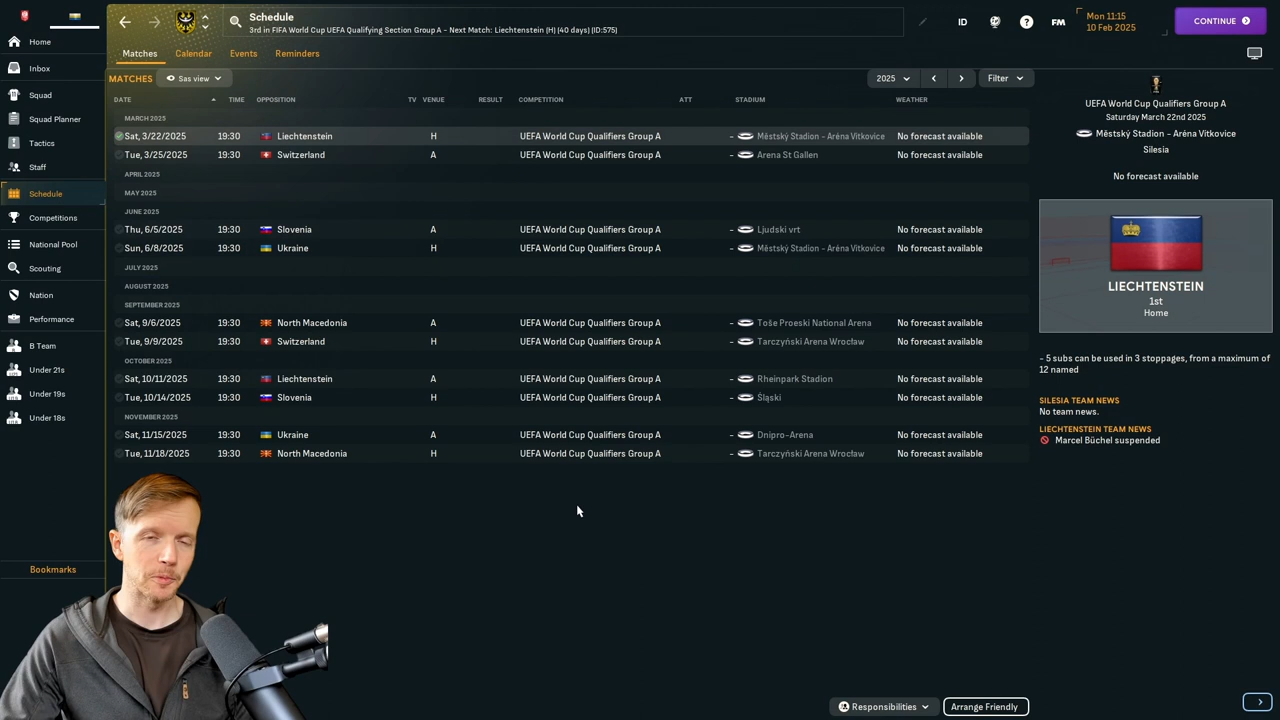 Schedule
3rd in FIFA World Cup UEFA Qualifying Section Group A - Next Match: Liechtenstein (H) (40 days) (ID:575)
ID
FM
Mon 11:15
10 Feb 2025
CONTINUE
Home
Inbox
Squad
Squad Planner
Tactics
Staff
Schedule
Competitions
National Pool
Scouting
Nation
Performance
B Team
Under 21s
Under 19s
Under 18s
Bookmarks
Matches Calendar Events Reminders
MATCHES Sas view 2025 Filter
DATE TIME OPPOSITION TV VENUE RESULT COMPETITION ATT STADIUM WEATHER
MARCH 2025
Sat, 3/22/2025 19:30 Liechtenstein H UEFA World Cup Qualifiers Group A - Městský Stadion - Aréna Vítkovice No forecast available
Tue, 3/25/2025 19:30 Switzerland A UEFA World Cup Qualifiers Group A - Arena St Gallen No forecast available
APRIL 2025
MAY 2025
JUNE 2025
Thu, 6/5/2025 19:30 Slovenia A UEFA World Cup Qualifiers Group A - Ljudski vrt No forecast available
Sun, 6/8/2025 19:30 Ukraine H UEFA World Cup Qualifiers Group A - Městský Stadion - Aréna Vítkovice No forecast available
JULY 2025
AUGUST 2025
SEPTEMBER 2025
Sat, 9/6/2025 19:30 North Macedonia A UEFA World Cup Qualifiers Group A - Toše Proeski National Arena No forecast available
Tue, 9/9/2025 19:30 Switzerland H UEFA World Cup Qualifiers Group A - Tarczyński Arena Wrocław No forecast available
OCTOBER 2025
Sat, 10/11/2025 19:30 Liechtenstein A UEFA World Cup Qualifiers Group A - Rheinpark Stadion No forecast available
Tue, 10/14/2025 19:30 Slovenia H UEFA World Cup Qualifiers Group A - Śląski No forecast available
NOVEMBER 2025
Sat, 11/15/2025 19:30 Ukraine A UEFA World Cup Qualifiers Group A - Dnipro-Arena No forecast available
Tue, 11/18/2025 19:30 North Macedonia H UEFA World Cup Qualifiers Group A - Tarczyński Arena Wrocław No forecast available
UEFA World Cup Qualifiers Group A
Saturday March 22nd 2025
Městský Stadion - Aréna Vítkovice
Silesia
No forecast available
LIECHTENSTEIN
1st
Home
- 5 subs can be used in 3 stoppages, from a maximum of
12 named
SILESIA TEAM NEWS
No team news.
LIECHTENSTEIN TEAM NEWS
Marcel Büchel suspended
Responsibilities
Arrange Friendly